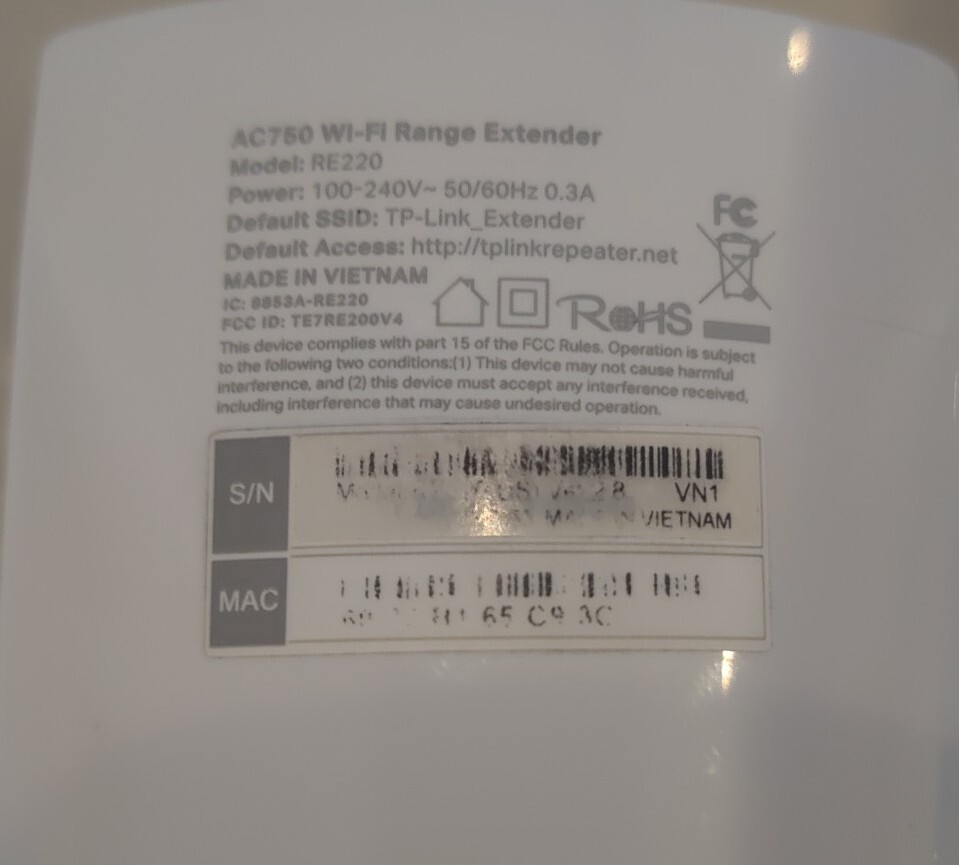 AC750 WI-FI Range Extender
Model: RE220
Power: 100-240V~ 50/60Hz 0.3A
Default SSID: TP-Link_Extender
Default Access: http://tplinkrepeater.net
MADE IN VIETNAM
IC: 8853A-RE220
FCC ID: TE7RE200V4
FC
RoHS
This device complies with part 15 of the FCC Rules. Operation is subject
to the following two conditions:(1) This device may not cause harmful
interference, and (2) this device must accept any interference received,
including interference that may cause undesired operation.
S/N
VN1
VIETNAM
MAC
65 C9 3C